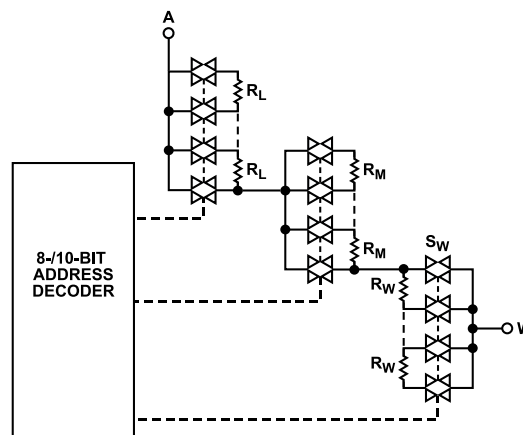 A
R_L
R_L
R_M
R_M
8-/10-BIT
ADDRESS
DECODER
S_W
R_W
W
R_W